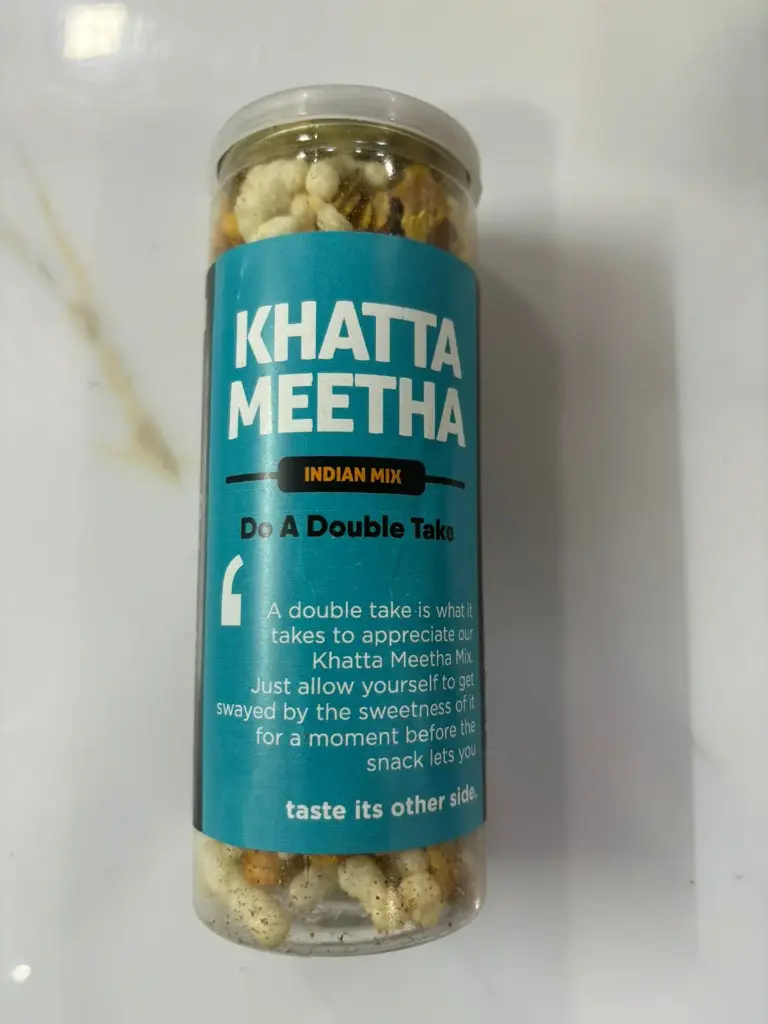 KHATTA
MEETHA
INDIAN MIX
Do A Double Take
‘
A double take is what it
takes to appreciate our
Khatta Meetha Mix.
Just allow yourself to get
swayed by the sweetness of it
for a moment before the
snack lets you
taste its other side.